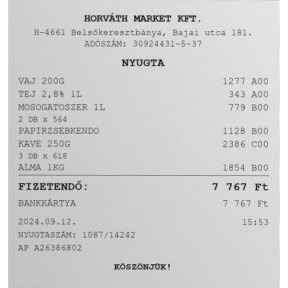 HORVÁTH MARKET KFT.
H-4661 Belsőkeresztbánya, Bajai utca 181.
ADÓSZÁM: 30924431-5-37
NYUGTA
VAJ 200G 1277 A00
TEJ 2,8% 1L 343 A00
MOSOGATOSZER 1L 779 B00
2 DB x 564
PAPIRZSEBKENDO 1128 B00
KAVE 250G 2386 C00
3 DB x 618
ALMA 1KG 1854 B00
FIZETENDŐ: 7 767 Ft
BANKKÁRTYA 7 767 Ft
2024.09.12. 15:53
NYUGTASZÁM: 1087/14242
AP A26386802
KÖSZÖNJÜK!